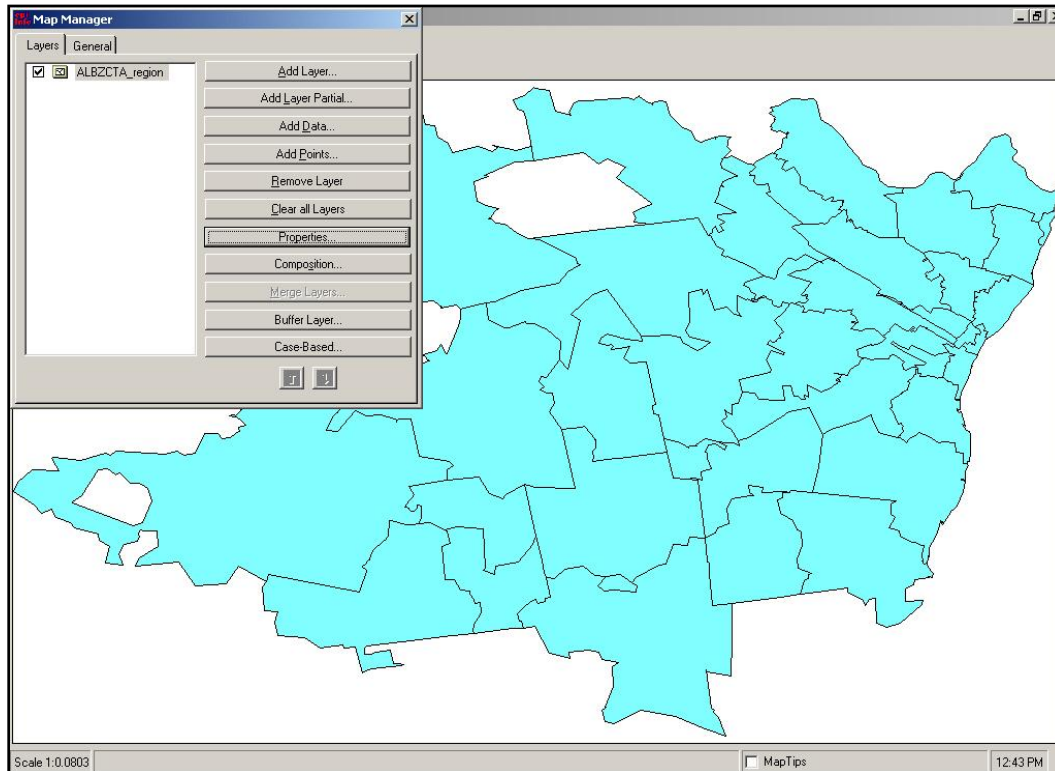 Map Manager
Layers General
ALBZCTA_region
Add Layer...
Add Layer Partial...
Add Data...
Add Points...
Remove Layer
Clear all Layers
Properties...
Composition...
Merge Layers...
Buffer Layer...
Case-Based...
Scale 1:0.0803 MapTips 12:43 PM